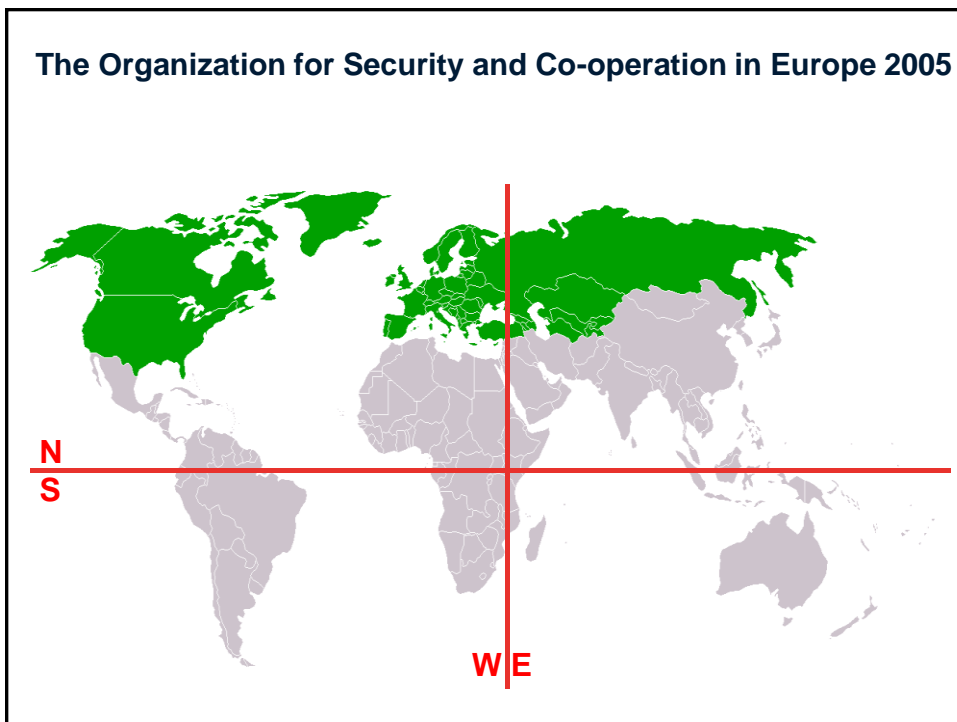 The Organization for Security and Co-operation in Europe 2005
N
S
W E